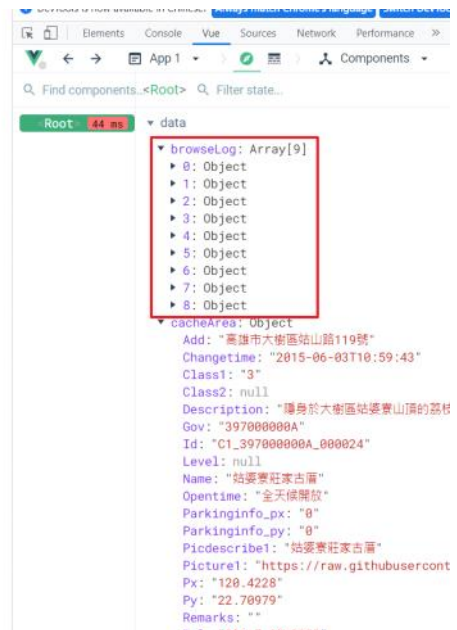 DevTools is now available in Chinese! Always match Chrome's language Switch DevTools
Elements Console Vue Sources Network Performance »
App 1 Components
Find components... <Root> Filter state...
<Root> 44 ms
data
browseLog: Array[9]
0: Object
1: Object
2: Object
3: Object
4: Object
5: Object
6: Object
7: Object
8: Object
cacheArea: Object
Add: "高雄市大樹區姑山路119號"
Changetime: "2015-06-03T10:59:43"
Class1: "3"
Class2: null
Description: "隱身於大樹區姑婆寮山頂的荔枝
Gov: "397000000A"
Id: "C1_397000000A_000024"
Level: null
Name: "姑婆寮莊家古厝"
Opentime: "全天候開放"
Parkinginfo_px: "0"
Parkinginfo_py: "0"
Picdescribe1: "姑婆寮莊家古厝"
Picture1: "https://raw.githubusercont
Px: "120.4228"
Py: "22.70979"
Remarks: ""